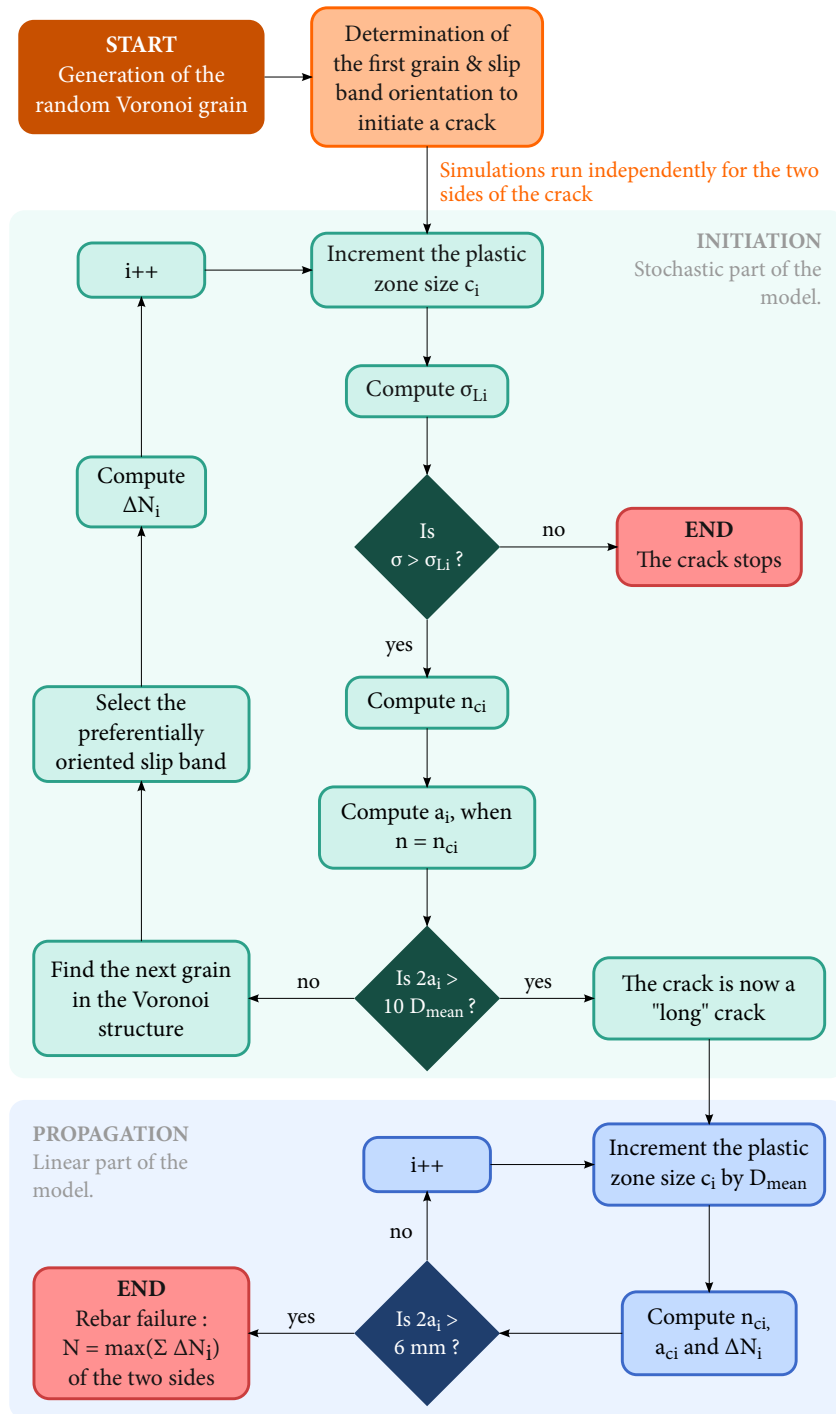 START
Generation of the
random Voronoi grain
Determination of
the first grain & slip
band orientation to
initiate a crack
Simulations run independently for the two
sides of the crack
INITIATION
Stochastic part of the
model.
i++
Increment the plastic
zone size cᵢ
Compute σLi
Compute
ΔNᵢ
Is
σ > σLi ?
no
END
The crack stops
yes
Select the
preferentially
oriented slip band
Compute nci
Compute aᵢ, when
n = nci
Find the next grain
in the Voronoi
structure
no
Is 2aᵢ >
10 Dmean ?
yes
The crack is now a
"long" crack
PROPAGATION
Linear part of the
model.
i++
Increment the plastic
zone size cᵢ by Dmean
no
END
Rebar failure :
N = max(Σ ΔNᵢ)
of the two sides
yes
Is 2aᵢ >
6 mm ?
Compute nci,
aci and ΔNᵢ